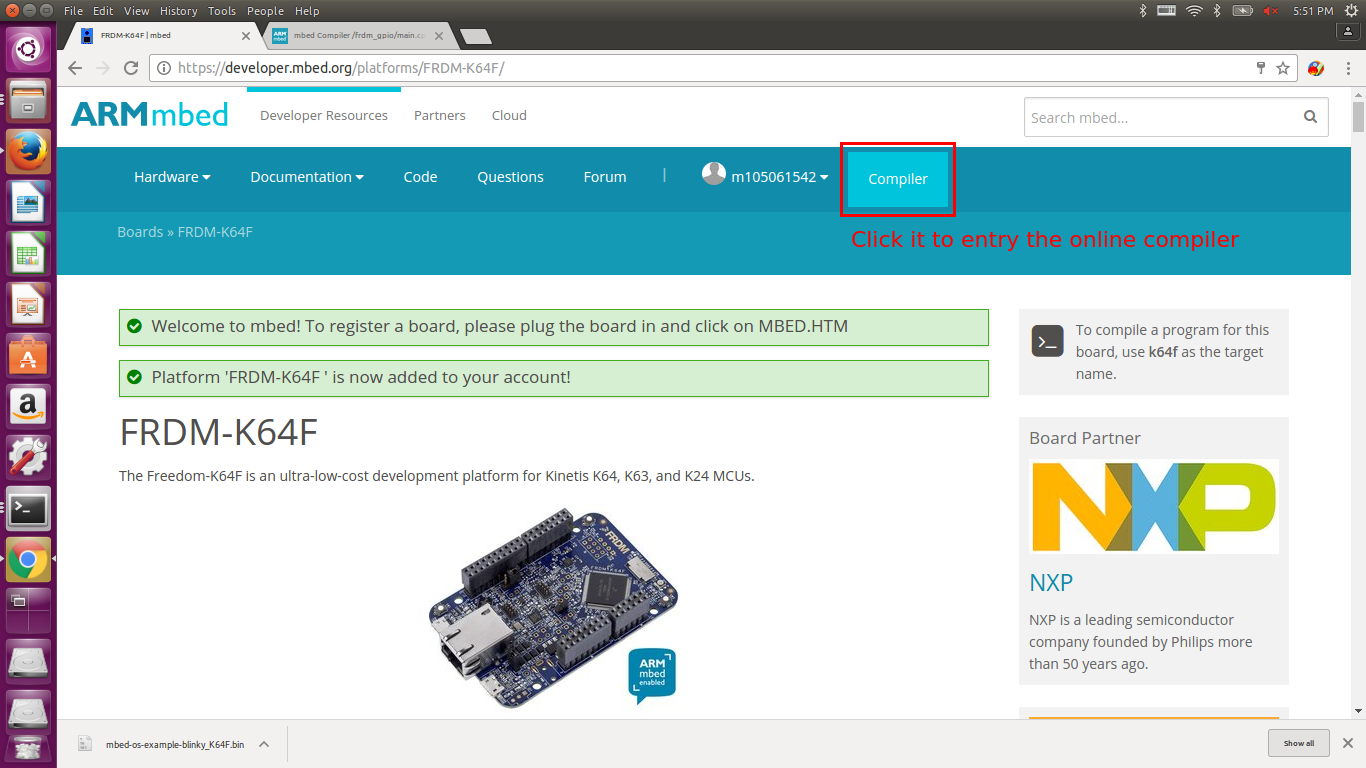 File Edit View History Tools People Help
5:51 PM
FRDM-K64F | mbed
mbed Compiler /frdm_gpio/main.c
https://developer.mbed.org/platforms/FRDM-K64F/
ARMmbed
Developer Resources Partners Cloud
Search mbed...
Hardware Documentation Code Questions Forum | m105061542 Compiler
Boards » FRDM-K64F
Click it to entry the online compiler
Welcome to mbed! To register a board, please plug the board in and click on MBED.HTM
Platform 'FRDM-K64F ' is now added to your account!
FRDM-K64F
The Freedom-K64F is an ultra-low-cost development platform for Kinetis K64, K63, and K24 MCUs.
FRDM
FRDM-K64F
ARM
mbed
enabled
To compile a program for this
board, use k64f as the target
name.
Board Partner
NXP
NXP
NXP is a leading semiconductor
company founded by Philips more
than 50 years ago.
mbed-os-example-blinky_K64F.bin
Show all